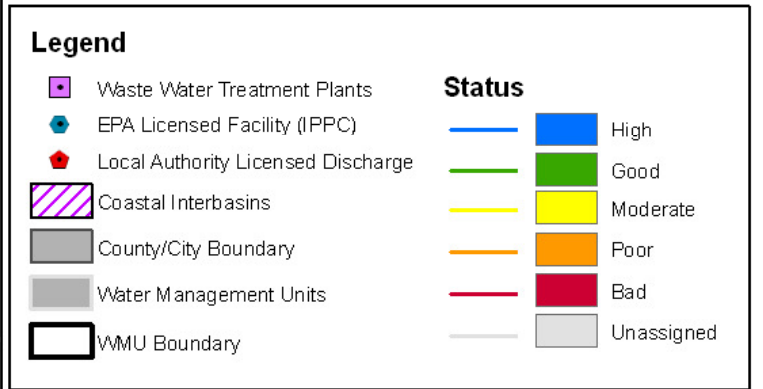 Legend
Waste Water Treatment Plants
EPA Licensed Facility (IPPC)
Local Authority Licensed Discharge
Coastal Interbasins
County/City Boundary
Water Management Units
WMU Boundary
Status
High
Good
Moderate
Poor
Bad
Unassigned